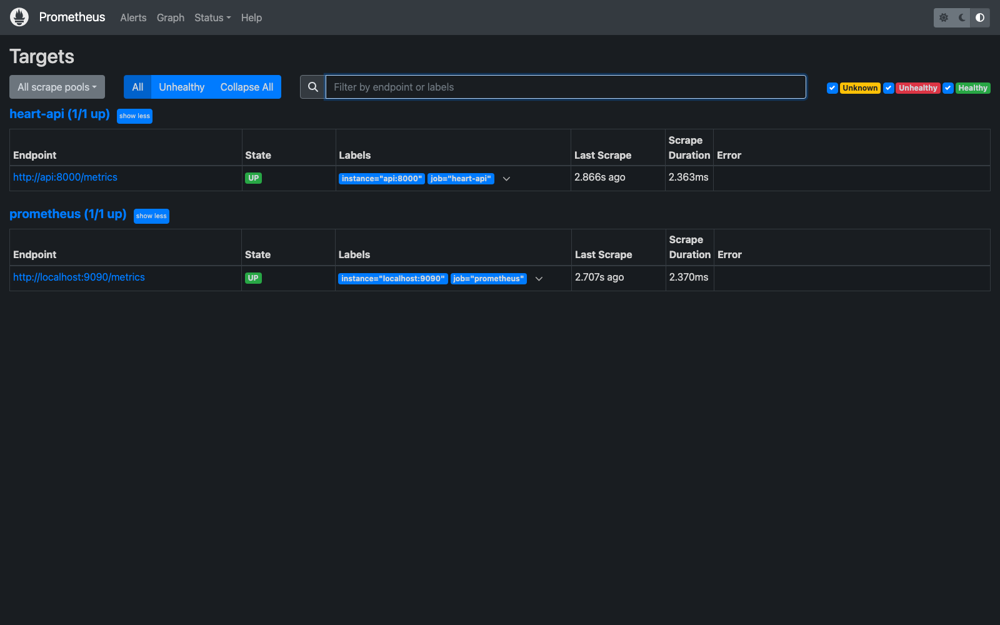 Prometheus Alerts Graph Status Help
Targets
All scrape pools All Unhealthy Collapse All Filter by endpoint or labels Unknown Unhealthy Healthy
heart-api (1/1 up) show less
Endpoint State Labels Last Scrape Scrape Duration Error
http://api:8000/metrics UP instance="api:8000" job="heart-api" 2.866s ago 2.363ms
prometheus (1/1 up) show less
Endpoint State Labels Last Scrape Scrape Duration Error
http://localhost:9090/metrics UP instance="localhost:9090" job="prometheus" 2.707s ago 2.370ms